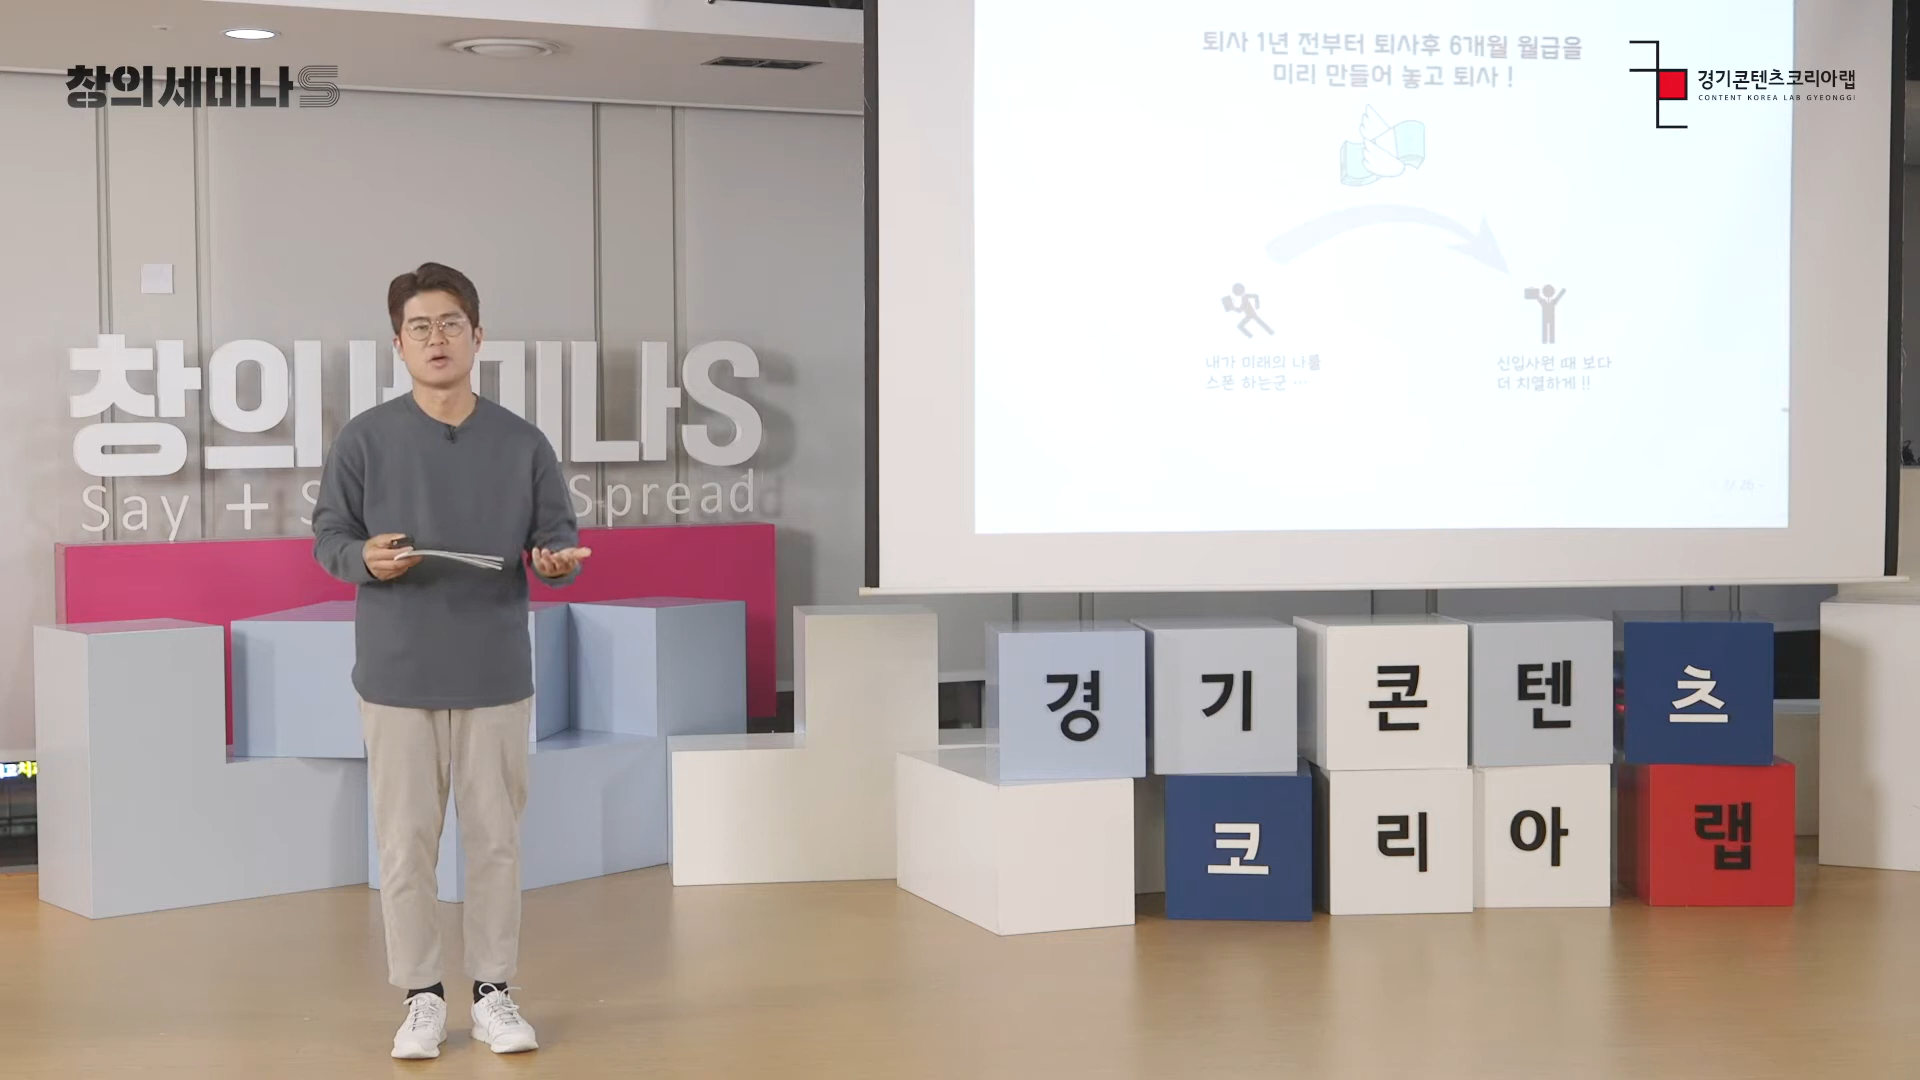 창의세미나S
퇴사 1년 전부터 퇴사후 6개월 월급을
미리 만들어 놓고 퇴사 !
경기콘텐츠코리아랩
CONTENT KOREA LAB GYEONGGI
내가 미래의 나를
스폰 하는군 ...
신입사원 때 보다
더 치열하게 !!
창의세미나S
Say + S Spread
경기콘텐츠
코리아랩